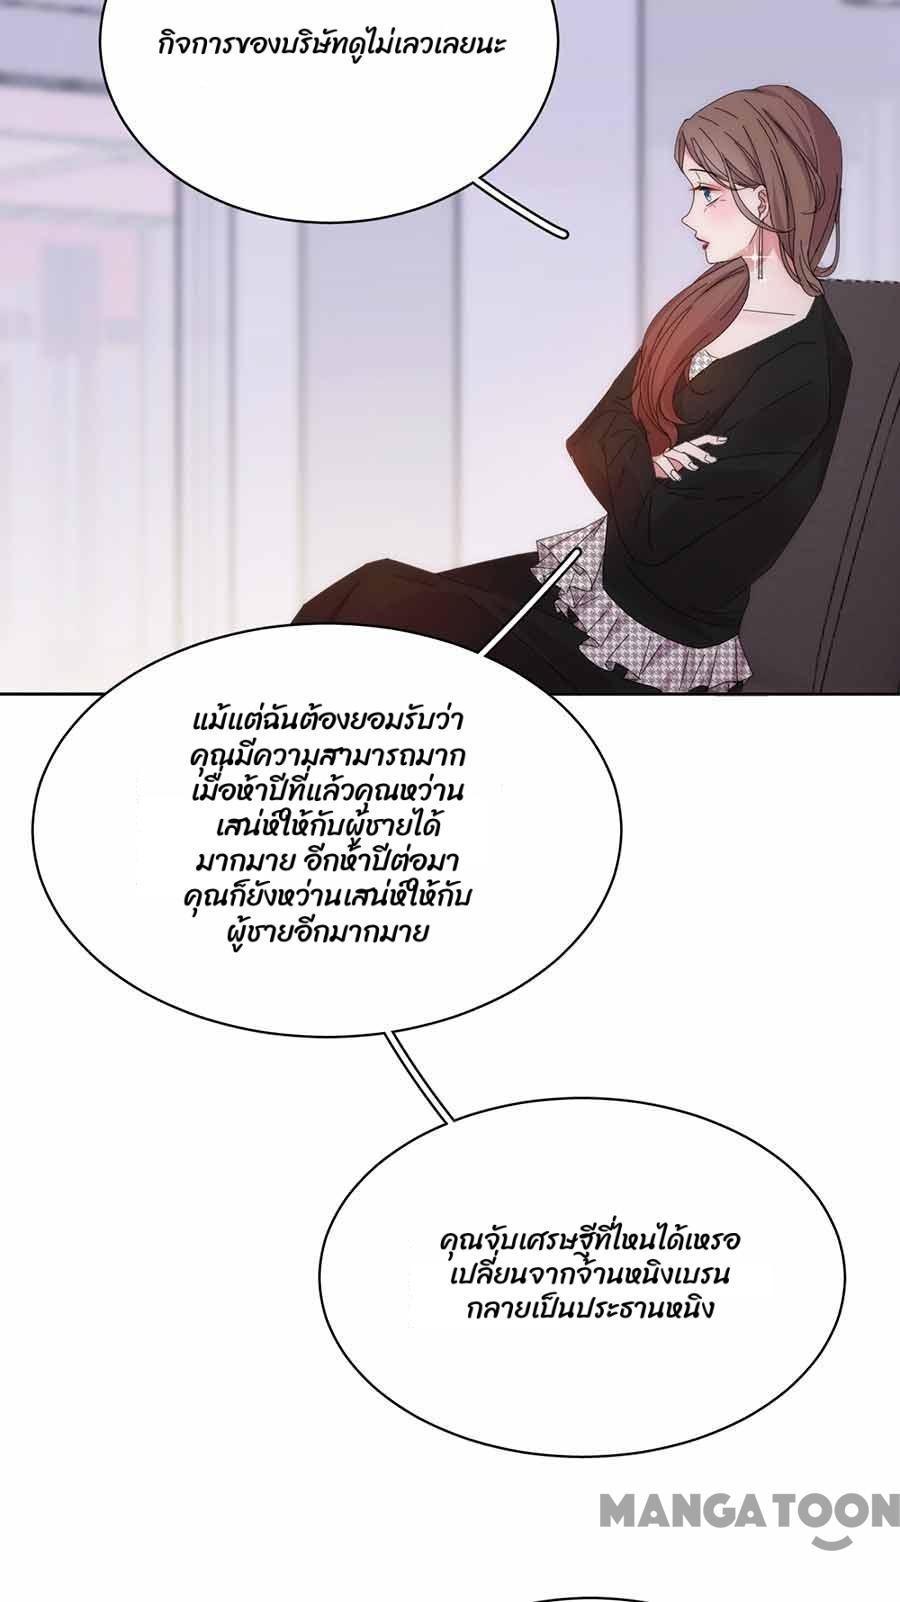 กิจการของบริษัทดูไม่เลวเลยนะ
แม้แต่ฉันต้องยอมรับว่า
คุณมีความสามารถมาก
เมื่อห้าปีที่แล้วคุณหว่าน
เสน่ห์ให้กับผู้ชายได้
มากมาย อีกห้าปีต่อมา
คุณก็ยังหว่านเสน่ห์ให้กับ
ผู้ชายอีกมากมาย
คุณจับเศรษฐีที่ไหนได้เหรอ
เปลี่ยนจากจ้านหนิงเบรน
กลายเป็นประธานหนิง
MANGATOON